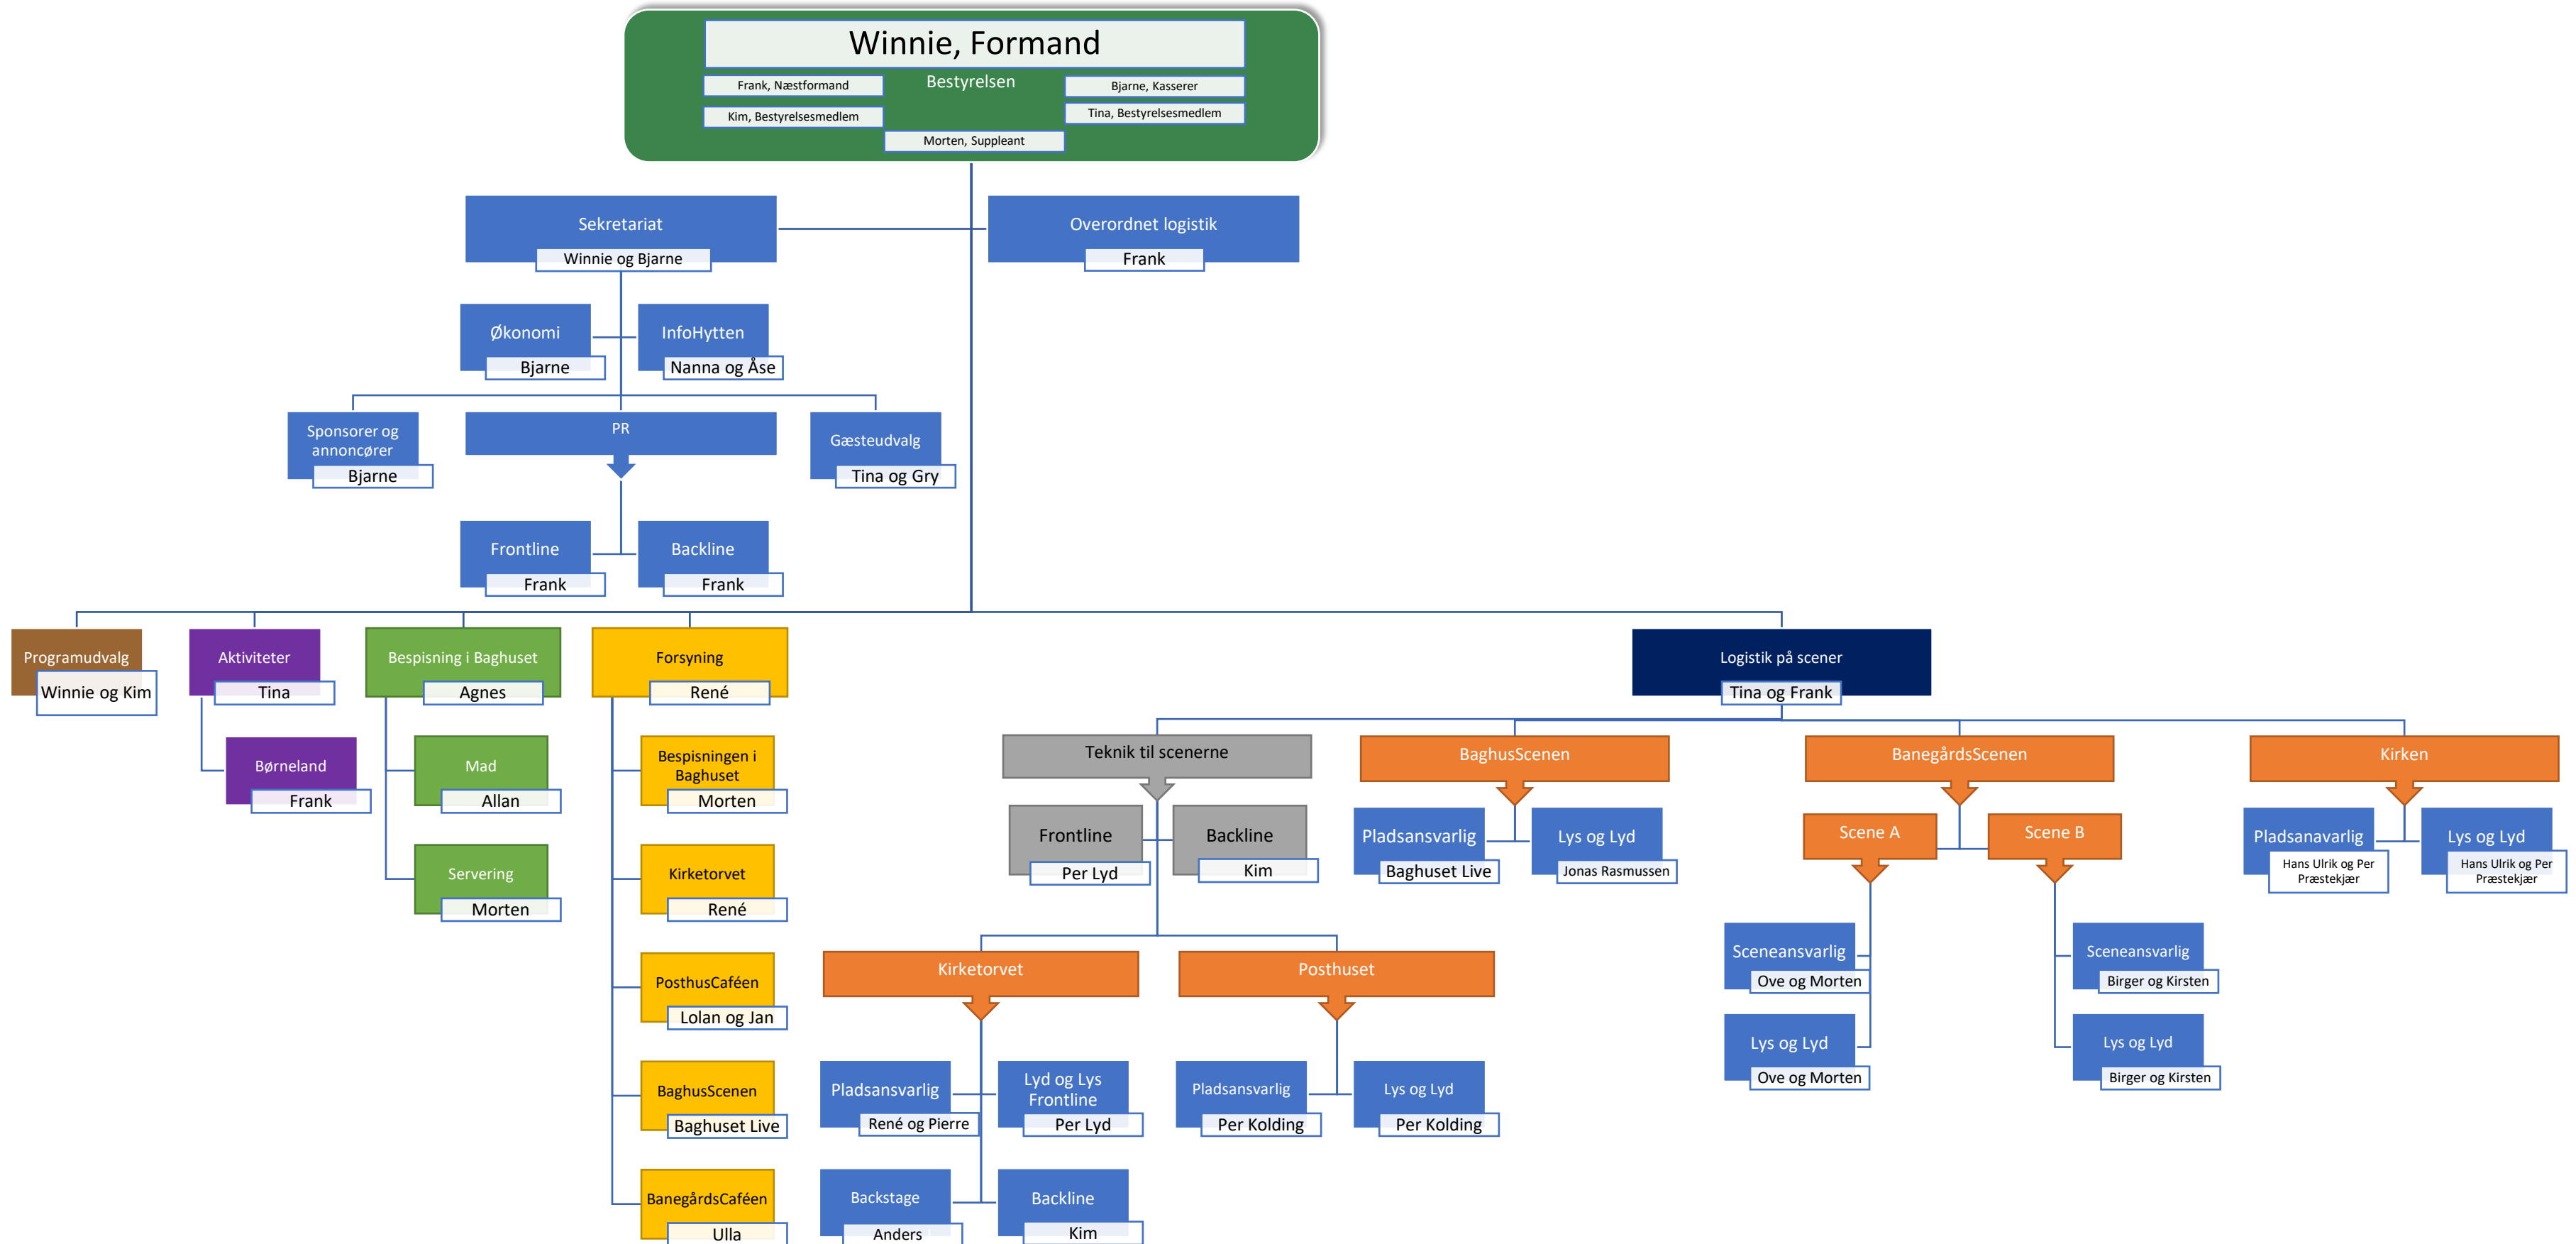 Winnie, Formand
Bestyrelsen
Frank, Næstformand
Bjarne, Kasserer
Kim, Bestyrelsesmedlem
Tina, Bestyrelsesmedlem
Morten, Suppleant
Sekretariat
Winnie og Bjarne
Overordnet logistik
Frank
Økonomi
Bjarne
InfoHytten
Nanna og Åse
Sponsorer og
annoncører
Bjarne
PR
Gæsteudvalg
Tina og Gry
Frontline
Frank
Backline
Frank
Programudvalg
Winnie og Kim
Aktiviteter
Tina
Børneland
Frank
Bespisning i Baghuset
Agnes
Mad
Allan
Servering
Morten
Forsyning
René
Bespisningen i
Baghuset
Morten
Kirketorvet
René
PosthusCaféen
Lolan og Jan
BaghusScenen
Baghuset Live
BanegårdsCaféen
Ulla
Logistik på scener
Tina og Frank
Teknik til scenerne
Frontline
Per Lyd
Backline
Kim
Kirketorvet
Pladsansvarlig
René og Pierre
Lyd og Lys
Frontline
Per Lyd
Backstage
Anders
Backline
Kim
Posthuset
Pladsansvarlig
Per Kolding
Lys og Lyd
Per Kolding
BaghusScenen
Pladsansvarlig
Baghuset Live
Lys og Lyd
Jonas Rasmussen
BanegårdsScenen
Scene A
Sceneansvarlig
Ove og Morten
Lys og Lyd
Ove og Morten
Scene B
Sceneansvarlig
Birger og Kirsten
Lys og Lyd
Birger og Kirsten
Kirken
Pladsanavarlig
Hans Ulrik og Per
Præstekjær
Lys og Lyd
Hans Ulrik og Per
Præstekjær